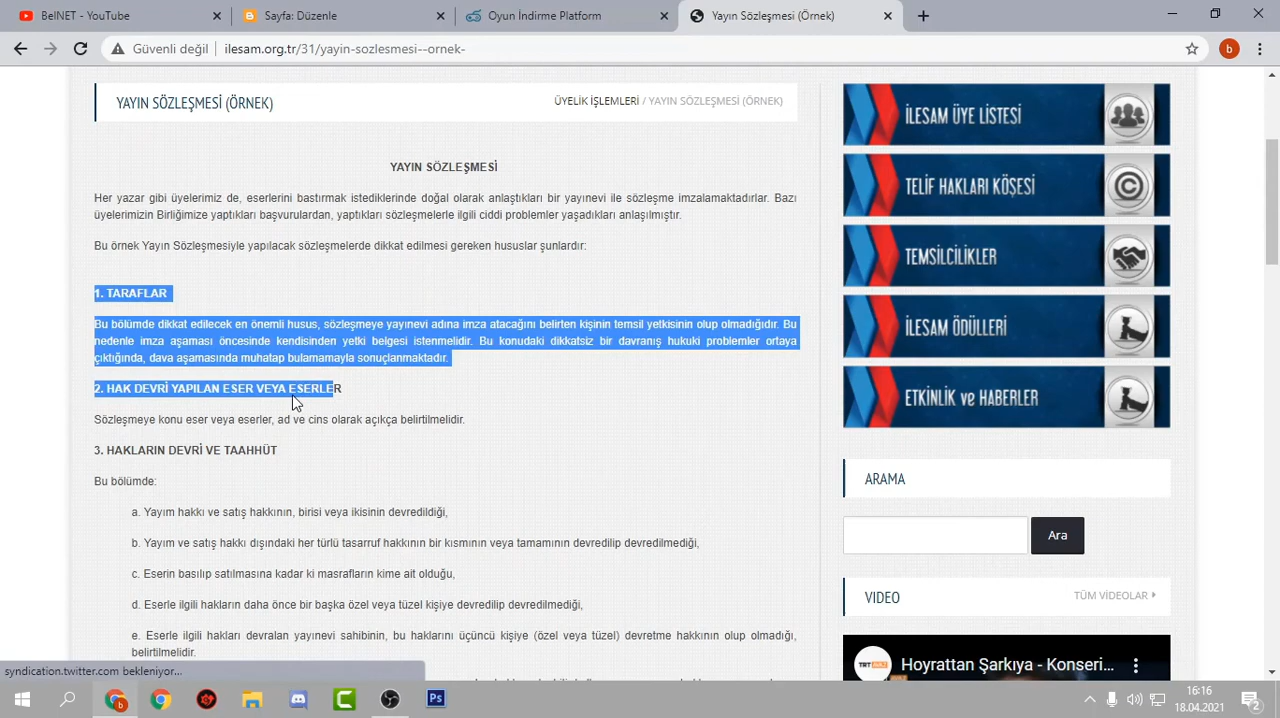 BelNET - YouTube
Sayfa: Düzenle
Oyun İndirme Platform
Yayın Sözleşmesi (Örnek)
Güvenli değil
ilesam.org.tr/31/yayin-sozlesmesi--ornek-
b
YAYIN SÖZLEŞMESİ (ÖRNEK)
ÜYELİK İŞLEMLERİ / YAYIN SÖZLEŞMESİ (ÖRNEK)
YAYIN SÖZLEŞMESİ
Her yazar gibi üyelerimiz de, eserlerini bastırmak istediklerinde doğal olarak anlaştıkları bir yayınevi ile sözleşme imzalamaktadırlar. Bazı
üyelerimizin Birliğimize yaptıkları başvurulardan, yaptıkları sözleşmelerle ilgili ciddi problemler yaşadıkları anlaşılmıştır.
Bu örnek Yayın Sözleşmesiyle yapılacak sözleşmelerde dikkat edilmesi gereken hususlar şunlardır:
1. TARAFLAR
Bu bölümde dikkat edilecek en önemli husus, sözleşmeye yayınevi adına imza atacağını belirten kişinin temsil yetkisinin olup olmadığıdır. Bu
nedenle imza aşaması öncesinde kendisinden yetki belgesi istenmelidir. Bu konudaki dikkatsiz bir davranış hukuki problemler ortaya
çıktığında, dava aşamasında muhatap bulamamayla sonuçlanmaktadır.
2. HAK DEVRİ YAPILAN ESER VEYA ESERLER
Sözleşmeye konu eser veya eserler, ad ve cins olarak açıkça belirtilmelidir.
3. HAKLARIN DEVRİ VE TAAHHÜT
Bu bölümde:
a. Yayım hakkı ve satış hakkının, birisi veya ikisinin devredildiği,
b. Yayım ve satış hakkı dışındaki her türlü tasarruf hakkının bir kısmının veya tamamının devredilip devredilmediği,
c. Eserin basılıp satılmasına kadar ki masrafların kime ait olduğu,
d. Eserle ilgili hakların daha önce bir başka özel veya tüzel kişiye devredilip devredilmediği,
e. Eserle ilgili hakları devralan yayınevi sahibinin, bu haklarını üçüncü kişiye (özel veya tüzel) devretme hakkının olup olmadığı,
belirtilmelidir.
İLESAM ÜYE LİSTESİ
TELİF HAKLARI KÖŞESİ
TEMSİLCİLİKLER
İLESAM ÖDÜLLERİ
ETKİNLİK ve HABERLER
ARAMA
Ara
VIDEO
TÜM VİDEOLAR
Hoyrattan Şarkıya - Konseri...
syndication.twitter.com bekleniyor...
16:16
18.04.2021
2